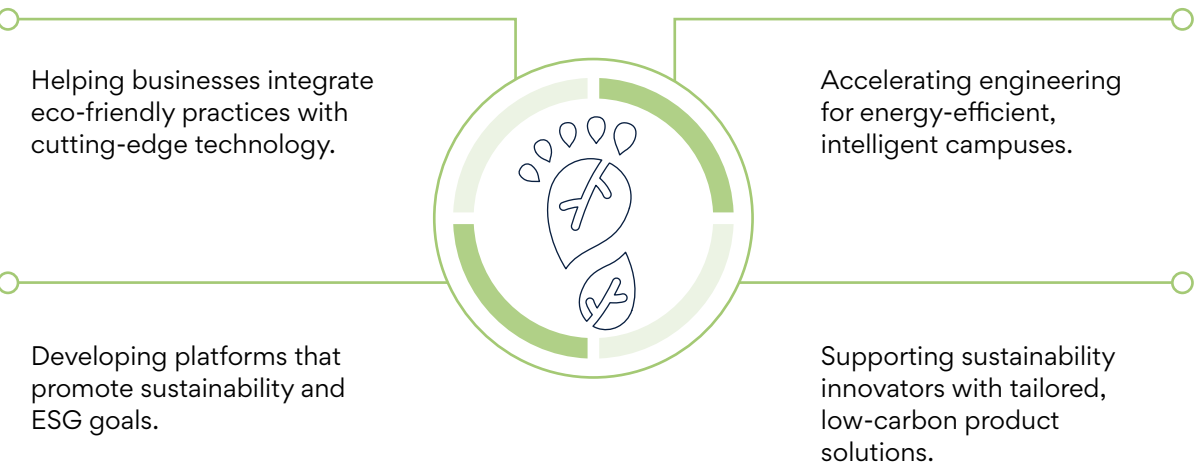 Helping businesses integrate
eco-friendly practices with
cutting-edge technology.
Accelerating engineering
for energy-efficient,
intelligent campuses.
Developing platforms that
promote sustainability and
ESG goals.
Supporting sustainability
innovators with tailored,
low-carbon product
solutions.